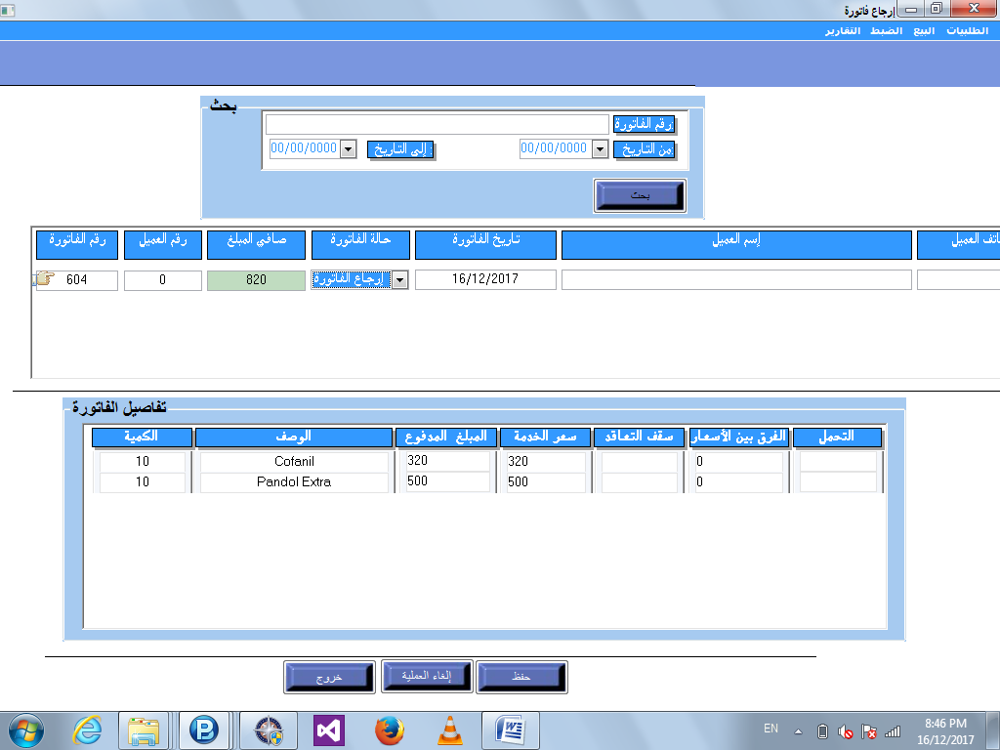 إرجاع فاتورة
الطلبيات البيع الضبط التقارير
بحث
رقم الفاتورة
من التاريخ 00/00/0000 إلى التاريخ 00/00/0000
بحث
رقم الفاتورة رقم العميل صافي المبلغ حالة الفاتورة تاريخ الفاتورة إسم العميل العميل
604 0 820 إرجاع الفاتورة 16/12/2017
تفاصيل الفاتورة
الكمية الوصف المبلغ المدفوع سعر الخدمة سقف التعاقد الفرق بين الأسعار التحمل
10 Cofanil 320 320 0
10 Pandol Extra 500 500 0
خروج إلغاء العملية حفظ
EN 8:46 PM
16/12/2017